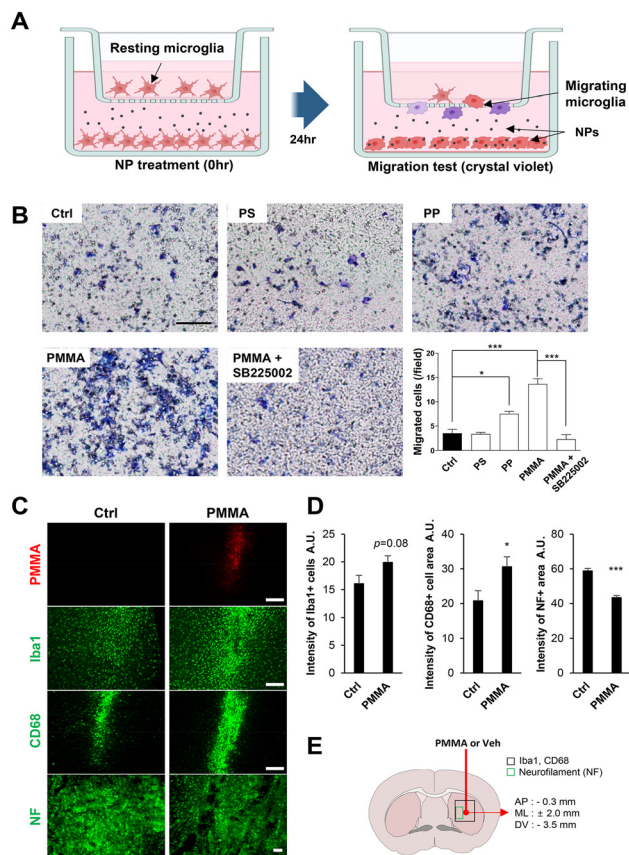 A
Resting microglia
NP treatment (0hr)
24hr
Migrating
microglia
NPs
Migration test (crystal violet)
B
Ctrl
PS
PP
PMMA
PMMA +
SB225002
Migrated cells (/field)
20
15
10
5
0
***
***
*
Ctrl
PS
PP
PMMA
PMMA +
SB225002
C
Ctrl
PMMA
PMMA
Iba1
CD68
NF
D
Intensity of Iba1+ cells A.U.
25
20
15
10
5
0
p=0.08
Ctrl
PMMA
Intensity of CD68+ cell area A.U.
40
30
20
10
0
*
Ctrl
PMMA
Intensity of NF+ area A.U.
80
60
40
20
0
***
Ctrl
PMMA
E
PMMA or Veh
Iba1, CD68
Neurofilament (NF)
AP : - 0.3 mm
ML : ± 2.0 mm
DV : - 3.5 mm